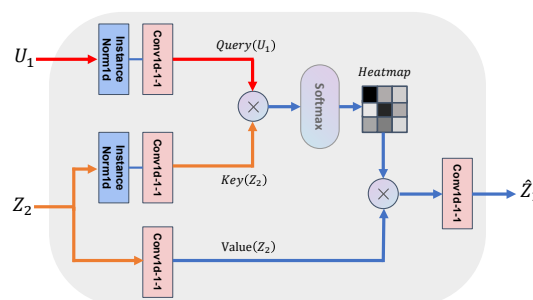 U₁
Instance
Norm1d
Conv1d-1-1
Query(U₁)
×
Softmax
Heatmap
Z₂
Instance
Norm1d
Conv1d-1-1
Key(Z₂)
×
Conv1d-1-1
Value(Z₂)
Conv1d-1-1
Ẑ